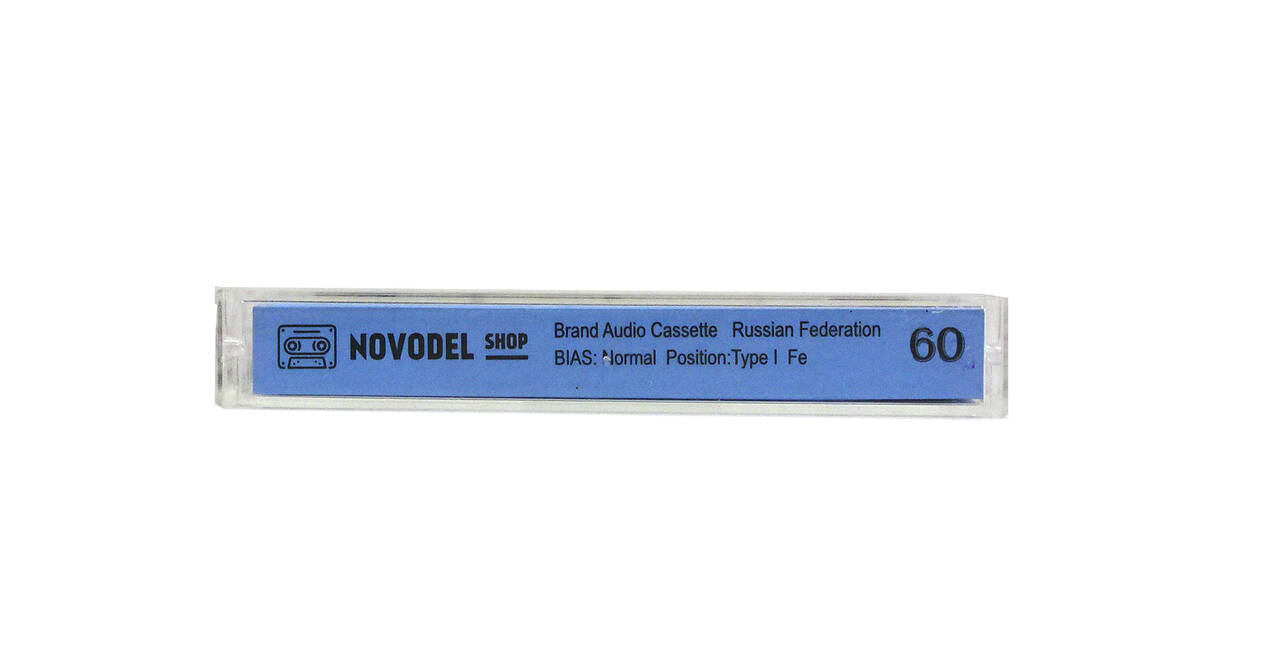 NOVODEL SHOP
Brand Audio Cassette Russian Federation
BIAS: Normal Position:Type I Fe
60